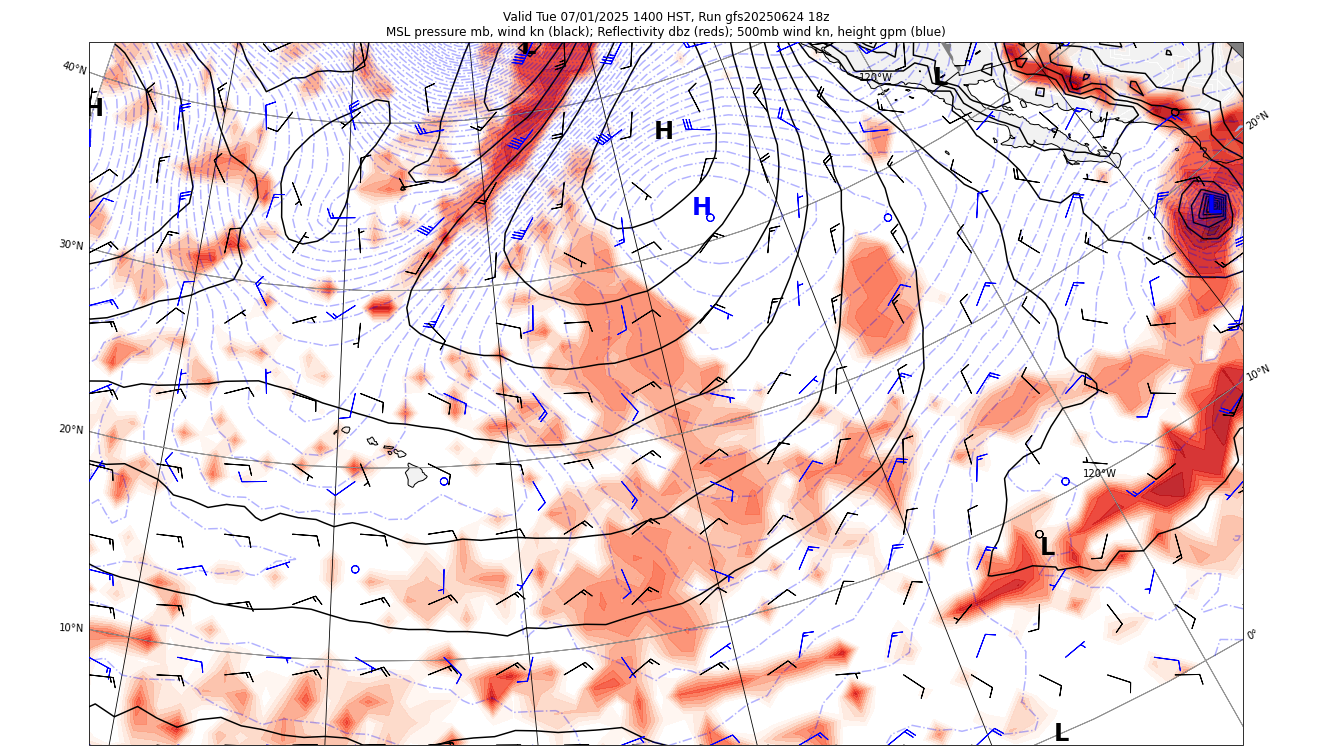 Valid Tue 07/01/2025 1400 HST, Run gfs20250624 18z
MSL pressure mb, wind kn (black); Reflectivity dbz (reds); 500mb wind kn, height gpm (blue)
L
40°N
L
120°W
H
20°N
H
H
L
30°N
10°N
20°N
120°W
L
10°N
0°
L